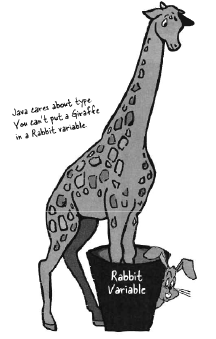 Java cares about type.
You can't put a Giraffe
in a Rabbit variable.
Rabbit
Variable